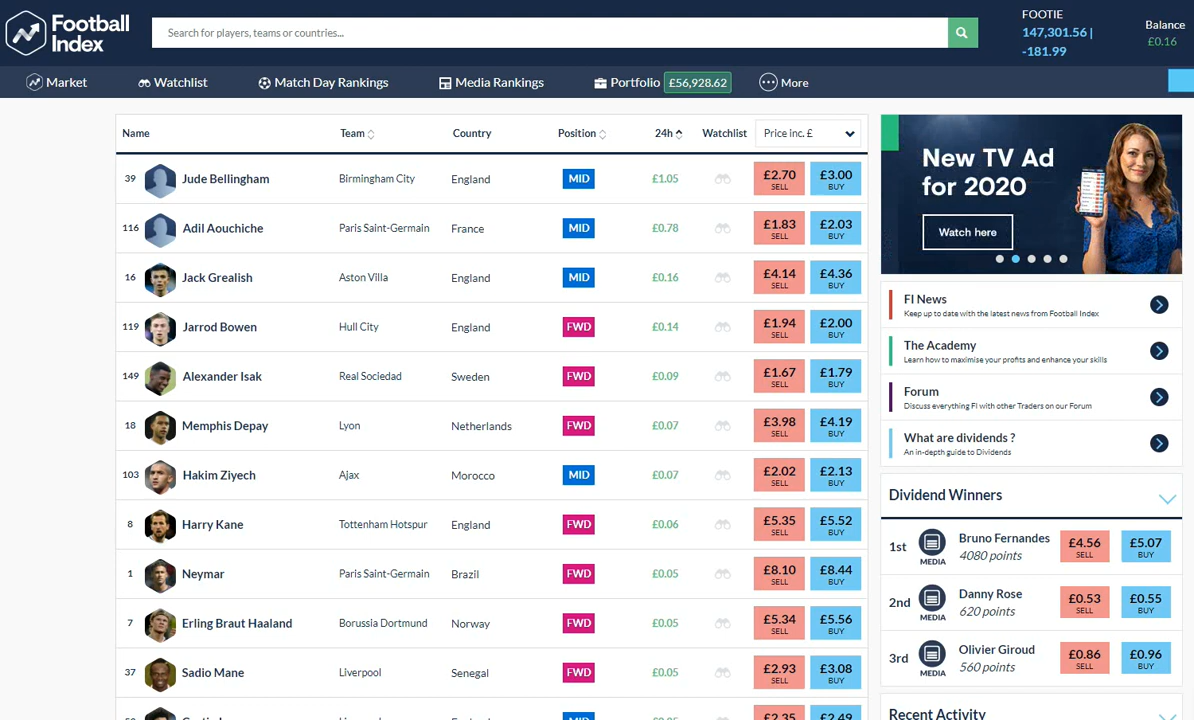 Football
Index
Search for players, teams or countries...
FOOTIE
147,301.56 |
-181.99
Balance
£0.16
Market
Watchlist
Match Day Rankings
Media Rankings
Portfolio £56,928.62
More
Name Team Country Position 24h Watchlist Price inc. £
39 Jude Bellingham Birmingham City England MID £1.05 £2.70 SELL £3.00 BUY
116 Adil Aouchiche Paris Saint-Germain France MID £0.78 £1.83 SELL £2.03 BUY
16 Jack Grealish Aston Villa England MID £0.16 £4.14 SELL £4.36 BUY
119 Jarrod Bowen Hull City England FWD £0.14 £1.94 SELL £2.00 BUY
149 Alexander Isak Real Sociedad Sweden FWD £0.09 £1.67 SELL £1.79 BUY
18 Memphis Depay Lyon Netherlands FWD £0.07 £3.98 SELL £4.19 BUY
103 Hakim Ziyech Ajax Morocco MID £0.07 £2.02 SELL £2.13 BUY
8 Harry Kane Tottenham Hotspur England FWD £0.06 £5.35 SELL £5.52 BUY
1 Neymar Paris Saint-Germain Brazil FWD £0.05 £8.10 SELL £8.44 BUY
7 Erling Braut Haaland Borussia Dortmund Norway FWD £0.05 £5.34 SELL £5.56 BUY
37 Sadio Mane Liverpool Senegal FWD £0.05 £2.93 SELL £3.08 BUY
£2.35 £2.49
New TV Ad
for 2020
Watch here
FI News
Keep up to date with the latest news from Football Index
The Academy
Learn how to maximise your profits and enhance your skills
Forum
Discuss everything FI with other Traders on our Forum
What are dividends ?
An in-depth guide to Dividends
Dividend Winners
1st MEDIA Bruno Fernandes 4080 points £4.56 SELL £5.07 BUY
2nd MEDIA Danny Rose 620 points £0.53 SELL £0.55 BUY
3rd MEDIA Olivier Giroud 560 points £0.86 SELL £0.96 BUY
Recent Activity